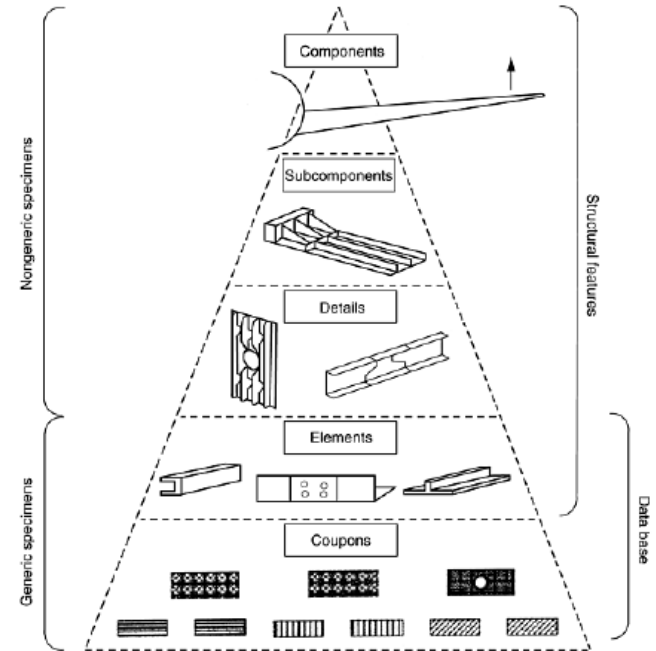 Components
Subcomponents
Details
Elements
Coupons
Nongeneric specimens
Generic specimens
Structural features
Data base